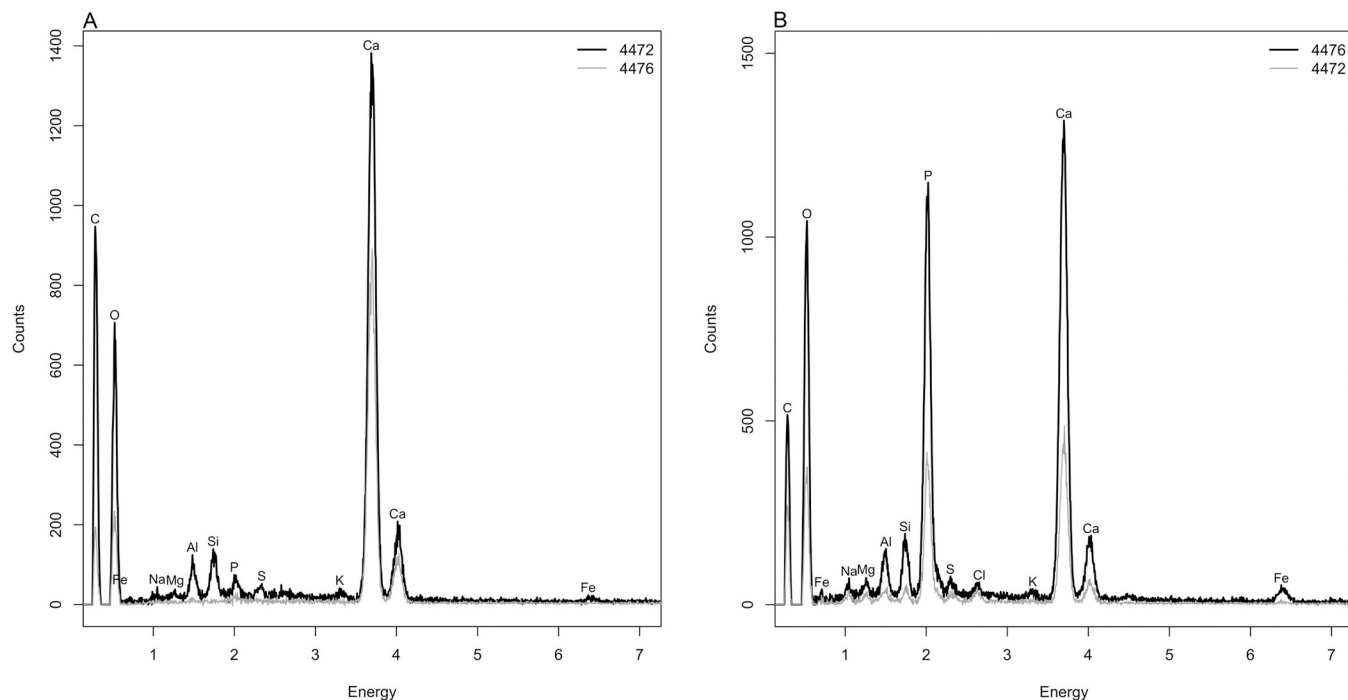 A
4472
4476
Counts
1400
1200
1000
800
600
400
200
0
C
O
Fe
Na
Mg
Al
Si
P
S
K
Ca
Ca
Fe
1 2 3 4 5 6 7
Energy
B
4476
4472
Counts
1500
1000
500
0
C
O
Fe
Na
Mg
Al
Si
P
S
Cl
K
Ca
Ca
Fe
1 2 3 4 5 6 7
Energy